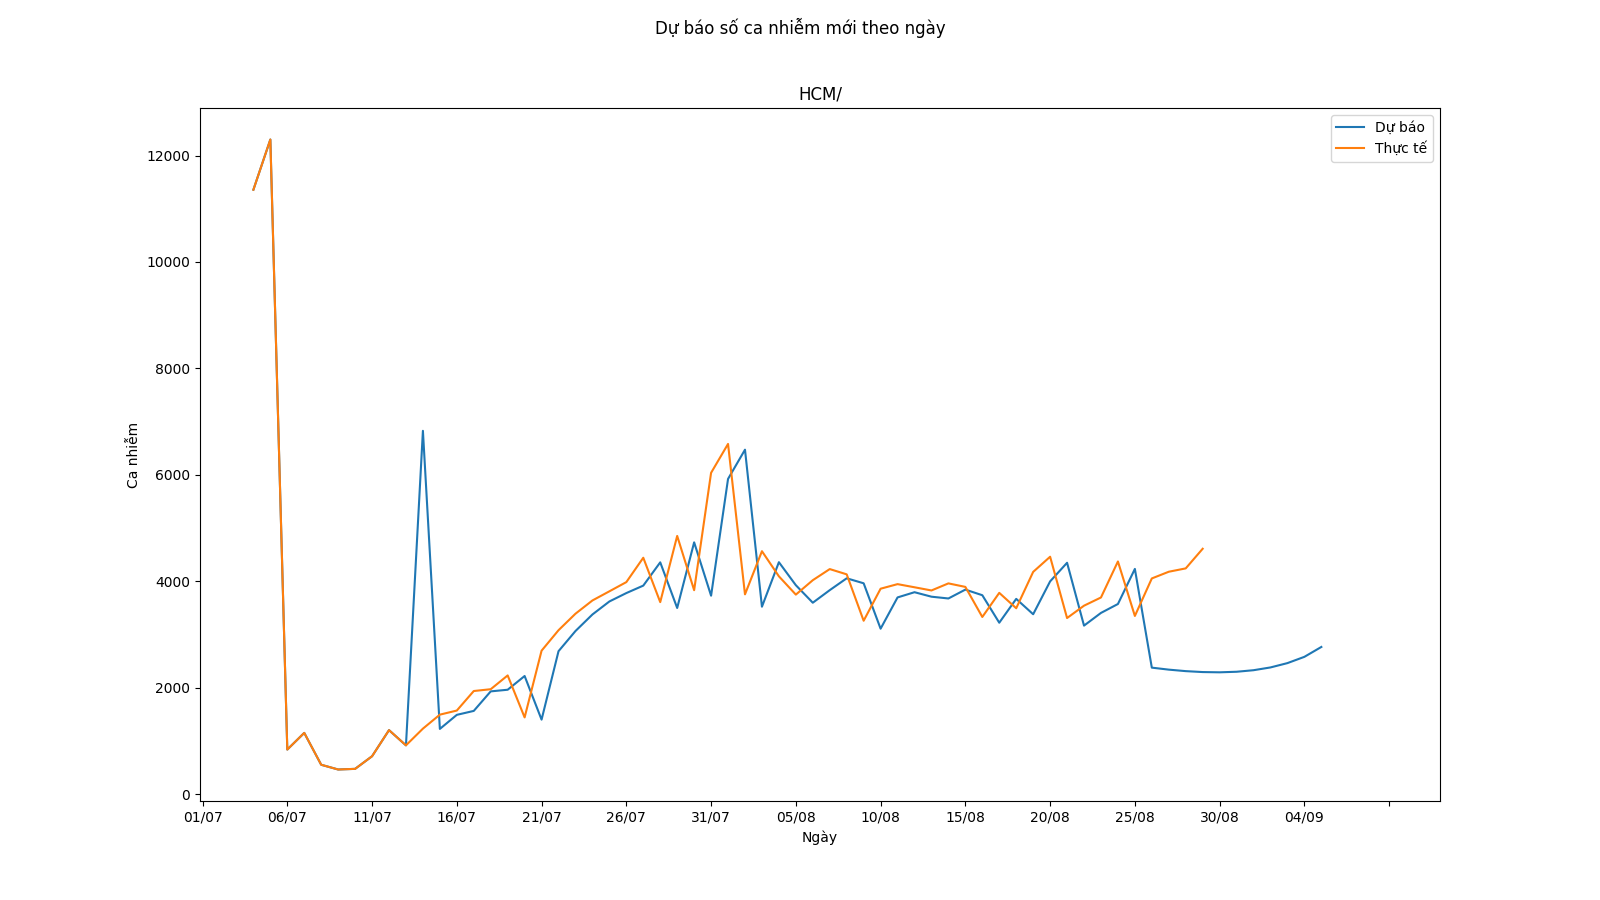 Dự báo số ca nhiễm mới theo ngày
HCM/
Dự báo
Thực tế
12000
10000
8000
6000
4000
2000
0
Ca nhiễm
01/07 06/07 11/07 16/07 21/07 26/07 31/07 05/08 10/08 15/08 20/08 25/08 30/08 04/09
Ngày